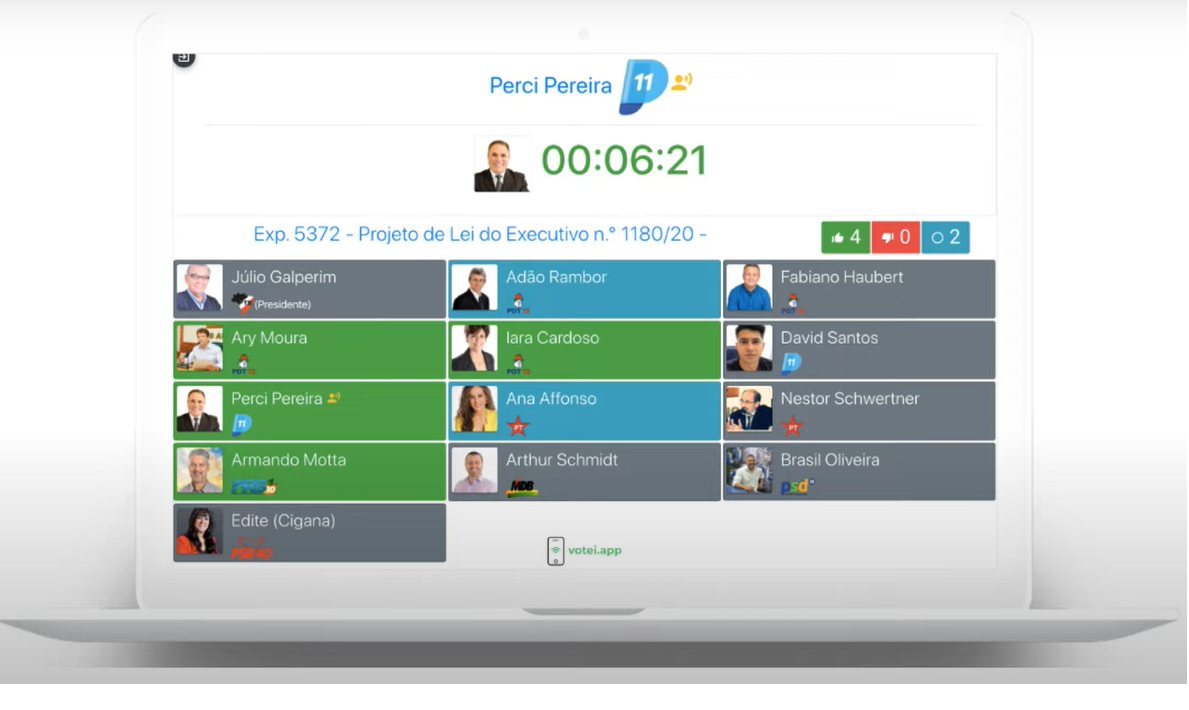 Perci Pereira 11
00:06:21
Exp. 5372 - Projeto de Lei do Executivo n.° 1180/20 -
4 0 2
Júlio Galperim
(Presidente)
Adão Rambor
PDT 12
Fabiano Haubert
PDT 12
Ary Moura
PDT 12
Iara Cardoso
PDT 12
David Santos
11
Perci Pereira
11
Ana Affonso
PT
Nestor Schwertner
PT
Armando Motta
10
Arthur Schmidt
MDB
Brasil Oliveira
psd
Edite (Cigana)
PSB 40
votei.app